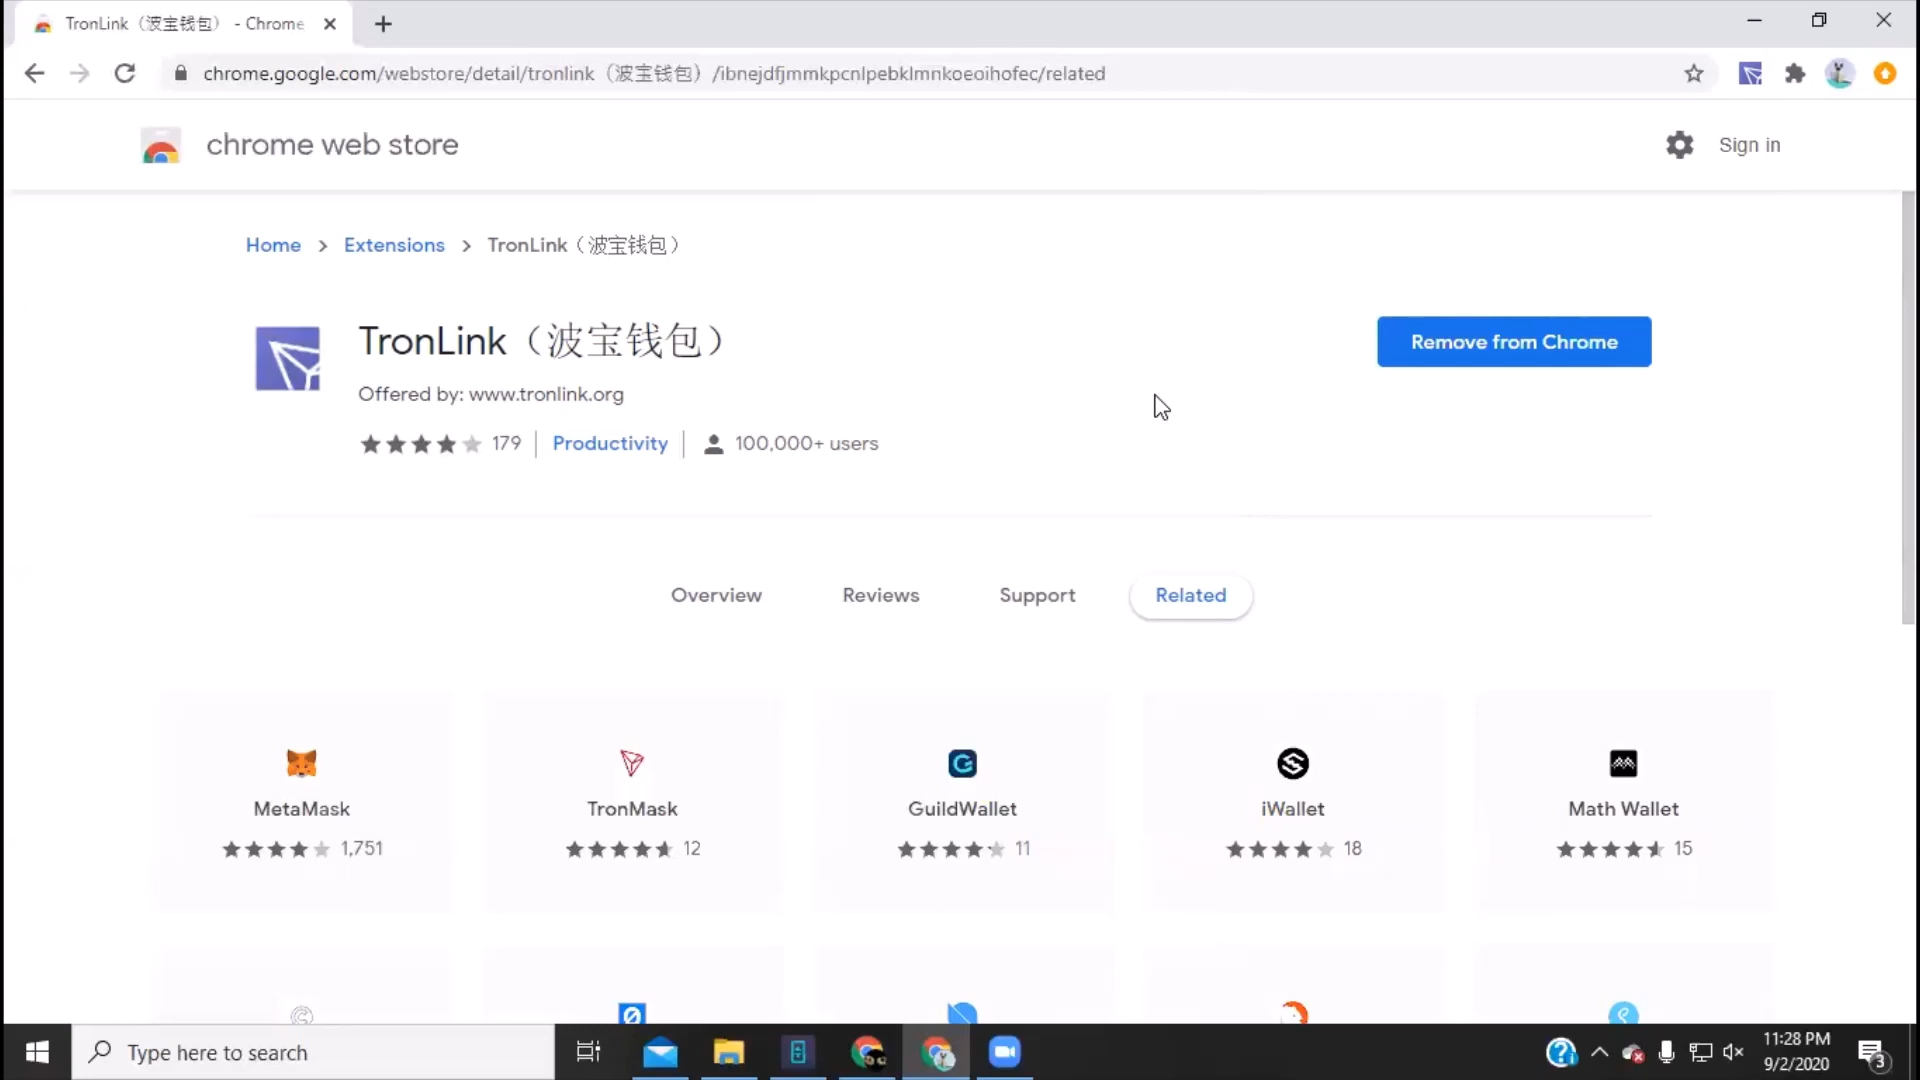 TronLink（波宝钱包） - Chrome
chrome.google.com/webstore/detail/tronlink（波宝钱包）/ibnejdfjmmkpcnlpebklmnkoeoihofec/related
chrome web store
Sign in
Home > Extensions > TronLink（波宝钱包）
TronLink（波宝钱包）
Remove from Chrome
Offered by: www.tronlink.org
179 Productivity 100,000+ users
Overview Reviews Support Related
MetaMask TronMask GuildWallet iWallet Math Wallet
1,751 12 11 18 15
Type here to search
11:28 PM
9/2/2020
3